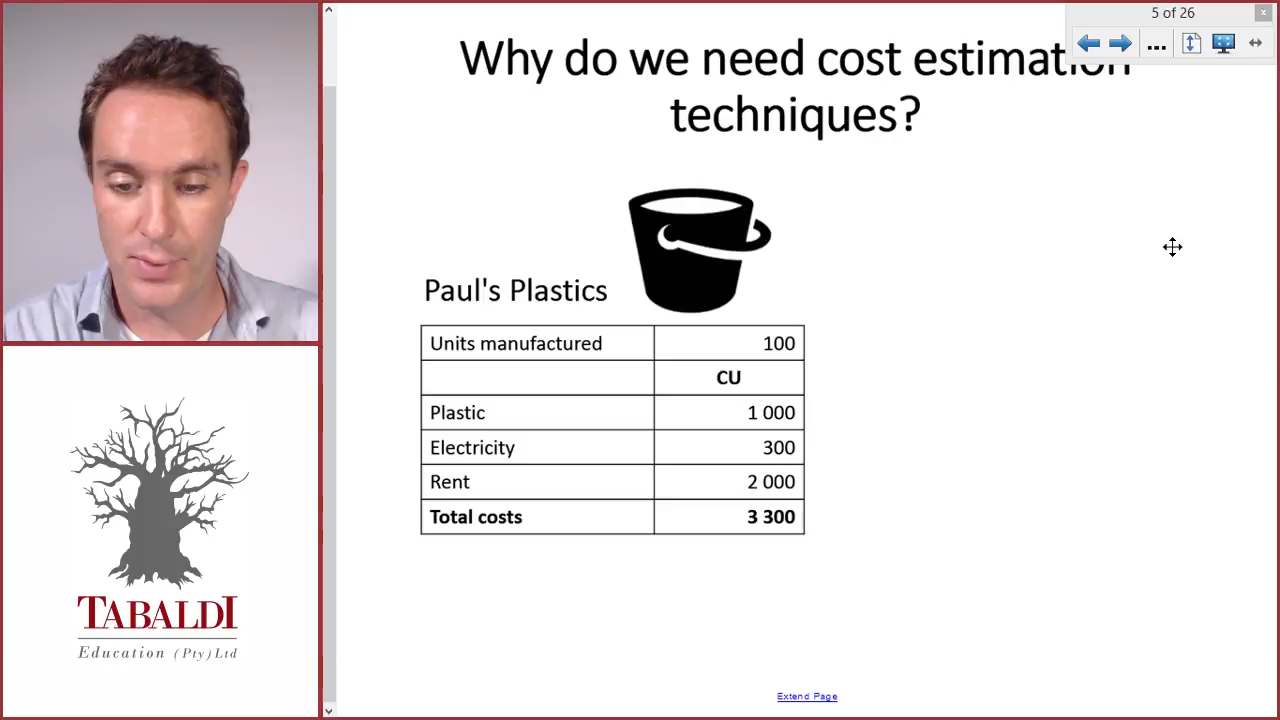 5 of 26
Why do we need cost estimation
techniques?
Paul's Plastics
Units manufactured 100
CU
Plastic 1 000
Electricity 300
Rent 2 000
Total costs 3 300
TABALDI
Education (Pty) Ltd
Extend Page